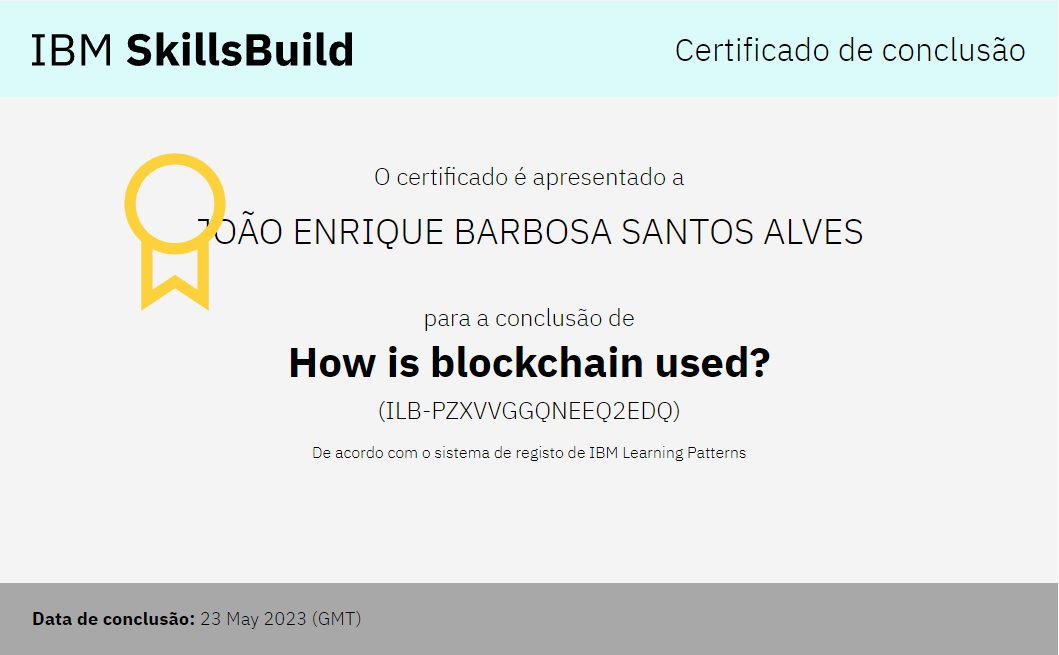 IBM SkillsBuild
Certificado de conclusão
O certificado é apresentado a
JOÃO ENRIQUE BARBOSA SANTOS ALVES
para a conclusão de
How is blockchain used?
(ILB-PZXVVGGQNEEQ2EDQ)
De acordo com o sistema de registo de IBM Learning Patterns
Data de conclusão: 23 May 2023 (GMT)